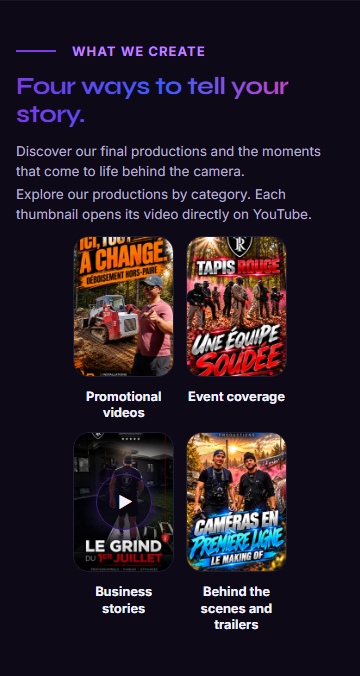 WHAT WE CREATE
Four ways to tell your
story.
Discover our final productions and the moments
that come to life behind the camera.
Explore our productions by category. Each
thumbnail opens its video directly on YouTube.
ICI, TOUT
A CHANGÉ.
DÉBOISEMENT HORS-PAIRE
TAPIS ROUGE
UNE ÉQUIPE
SOUDÉE
Promotional
videos
Event coverage
LE GRIND
DU 1ER JUILLET
PRODUCTIONS
CAMÉRAS EN
PREMIÈRE LIGNE
LE MAKING OF
Business
stories
Behind the
scenes and
trailers